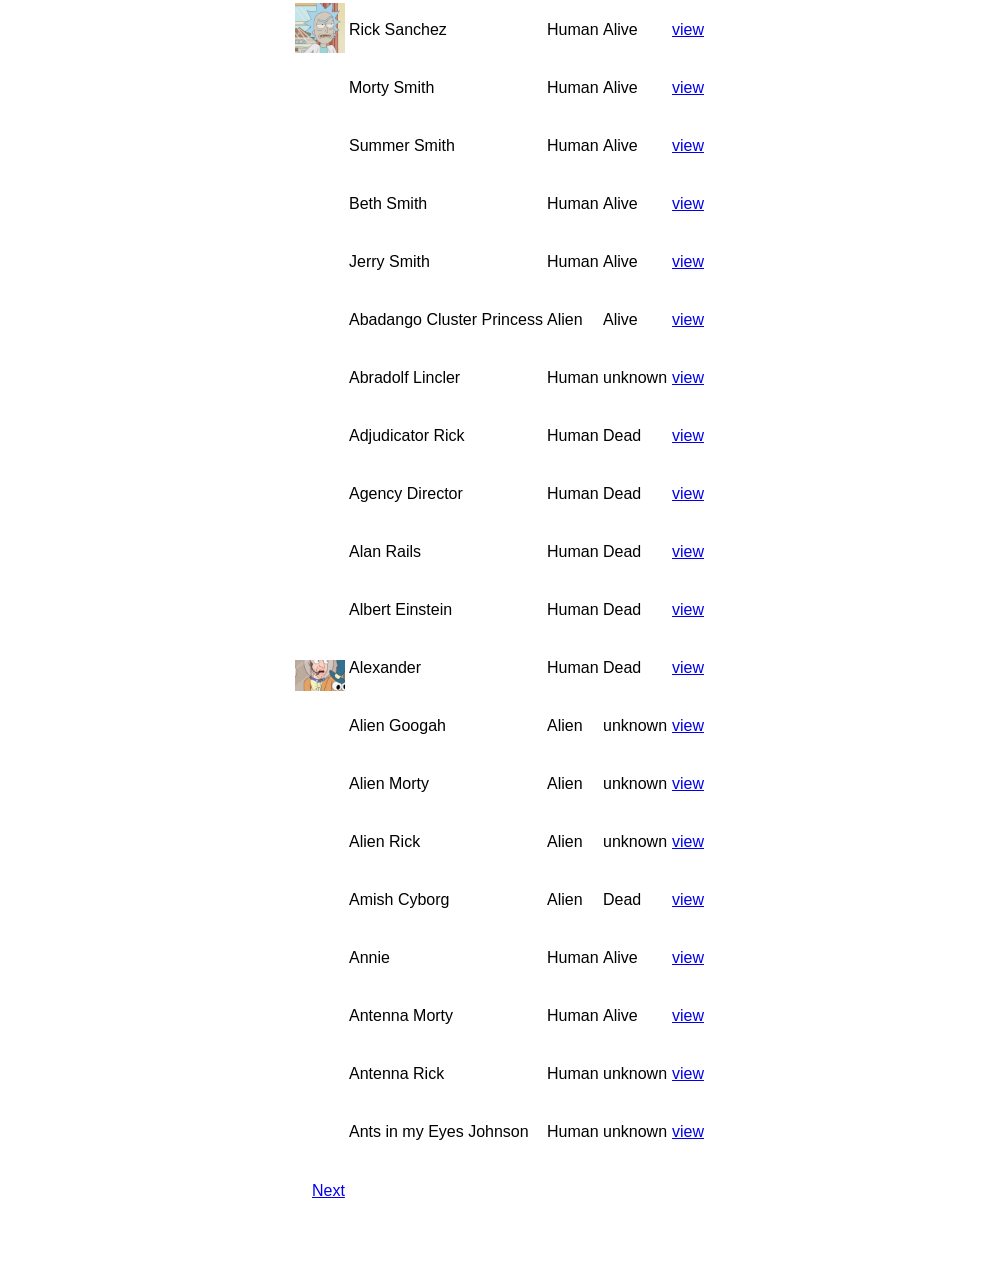 Rick Sanchez Human Alive view
Morty Smith Human Alive view
Summer Smith Human Alive view
Beth Smith Human Alive view
Jerry Smith Human Alive view
Abadango Cluster Princess Alien Alive view
Abradolf Lincler Human unknown view
Adjudicator Rick Human Dead view
Agency Director Human Dead view
Alan Rails Human Dead view
Albert Einstein Human Dead view
Alexander Human Dead view
Alien Googah Alien unknown view
Alien Morty Alien unknown view
Alien Rick Alien unknown view
Amish Cyborg Alien Dead view
Annie Human Alive view
Antenna Morty Human Alive view
Antenna Rick Human unknown view
Ants in my Eyes Johnson Human unknown view
Next